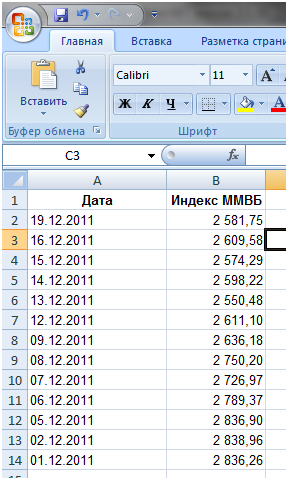 Главная Вставка Разметка страни
Вставить
Calibri 11 A A
Ж К Ч
Буфер обмена Шрифт
C3 fx
A B
1 Дата Индекс ММВБ
2 19.12.2011 2 581,75
3 16.12.2011 2 609,58
4 15.12.2011 2 574,29
5 14.12.2011 2 598,22
6 13.12.2011 2 550,48
7 12.12.2011 2 611,10
8 09.12.2011 2 636,18
9 08.12.2011 2 750,20
10 07.12.2011 2 726,97
11 06.12.2011 2 789,37
12 05.12.2011 2 836,90
13 02.12.2011 2 838,96
14 01.12.2011 2 836,26